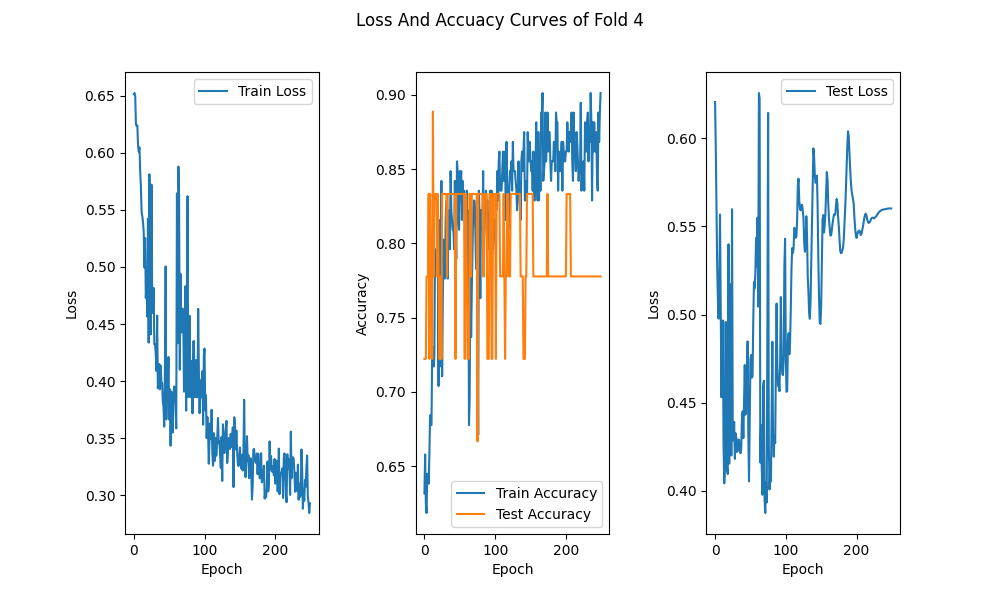 Loss And Accuacy Curves of Fold 4
Train Loss
0.65
0.60
0.55
0.50
0.45
0.40
0.35
0.30
Loss
0 100 200
Epoch
0.90
0.85
0.80
0.75
0.70
0.65
Accuracy
Train Accuracy
Test Accuracy
0 100 200
Epoch
Test Loss
0.60
0.55
0.50
0.45
0.40
Loss
0 100 200
Epoch